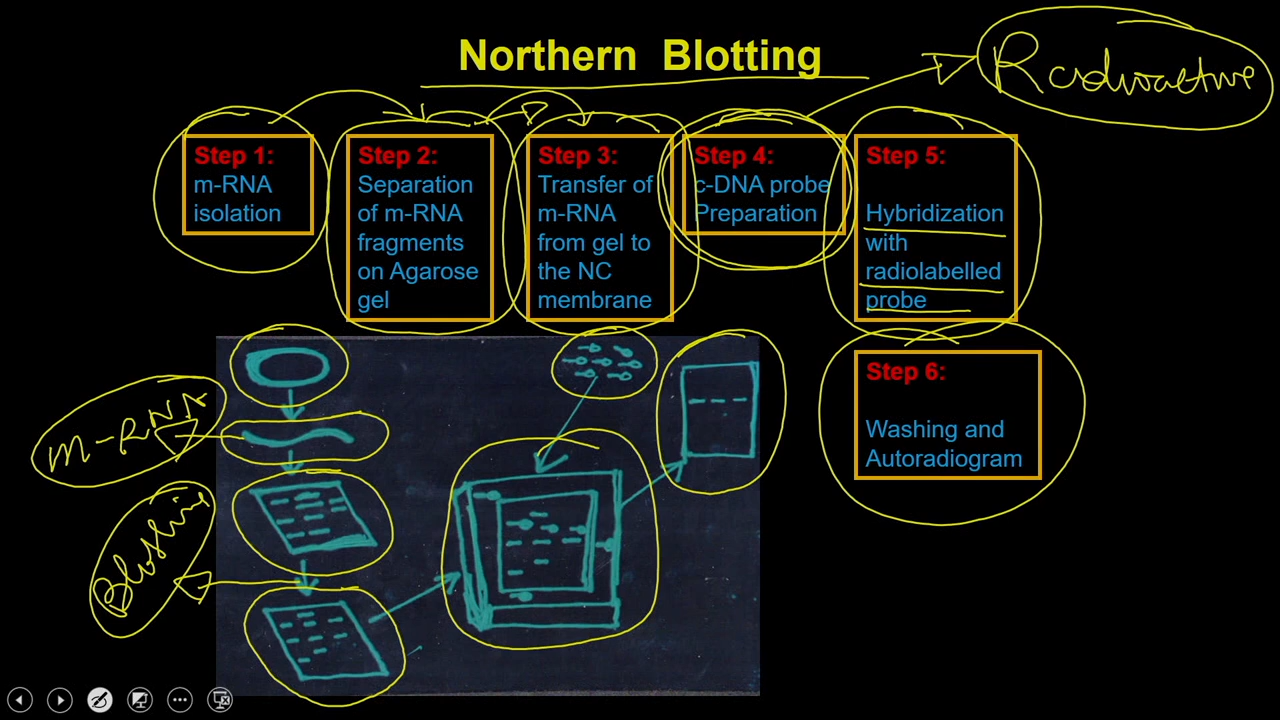 Northern Blotting
Radioactive
Step 1:
m-RNA
isolation
Step 2:
Separation
of m-RNA
fragments
on Agarose
gel
Step 3:
Transfer of
m-RNA
from gel to
the NC
membrane
Step 4:
c-DNA probe
Preparation
Step 5:
Hybridization
with
radiolabelled
probe
Step 6:
Washing and
Autoradiogram
m-RNA
Blotting